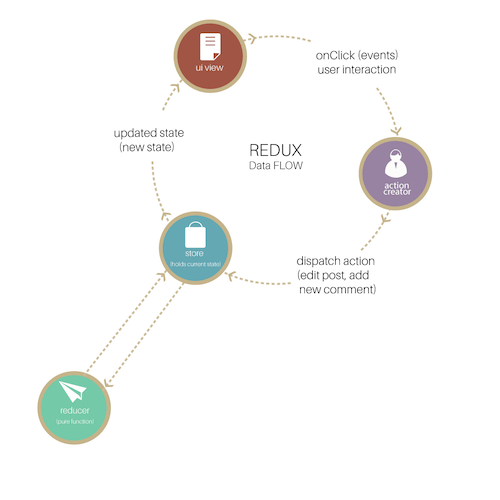 ui view
onClick (events)
user interaction
updated state
(new state)
REDUX
Data FLOW
action
creator
store
(holds current state)
dispatch action
(edit post, add
new comment)
reducer
(pure function)